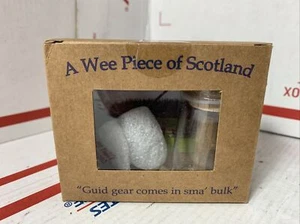 A Wee Piece of Scotland
"Guid gear comes in sma' bulk"